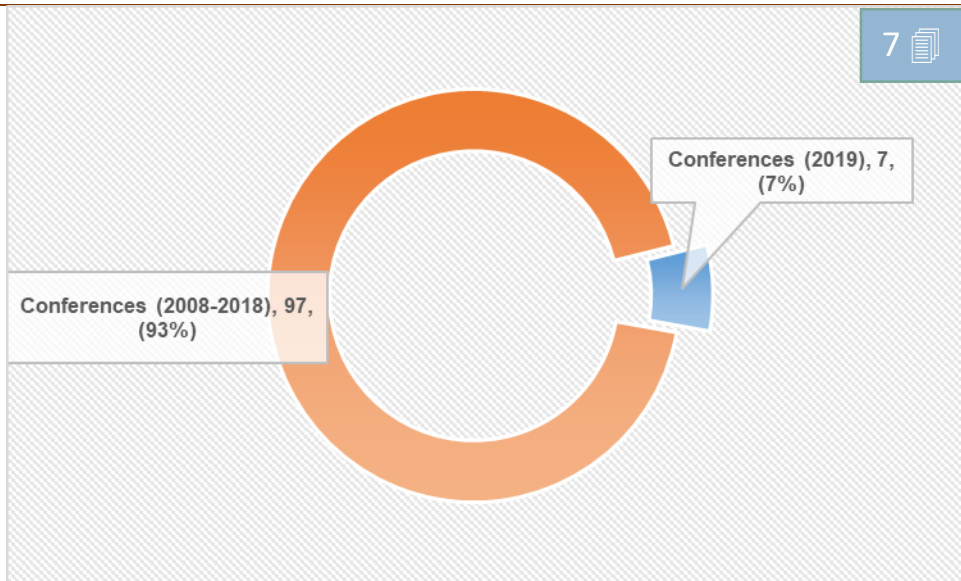 7
Conferences (2019), 7,
(7%)
Conferences (2008-2018), 97,
(93%)